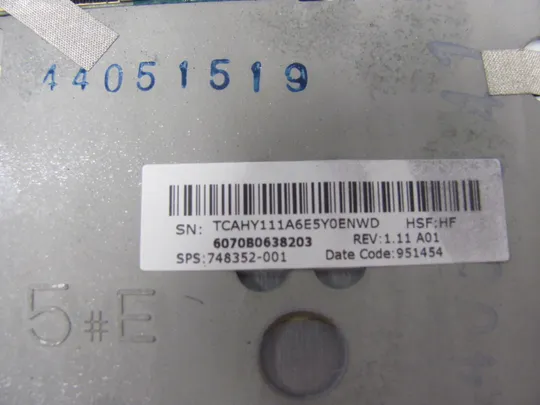 44051519
SN: TCAHY111A6E5Y0ENWD HSF:HF
6070B0638203 REV:1.11 A01
SPS:748352-001 Date Code:951454
5#E